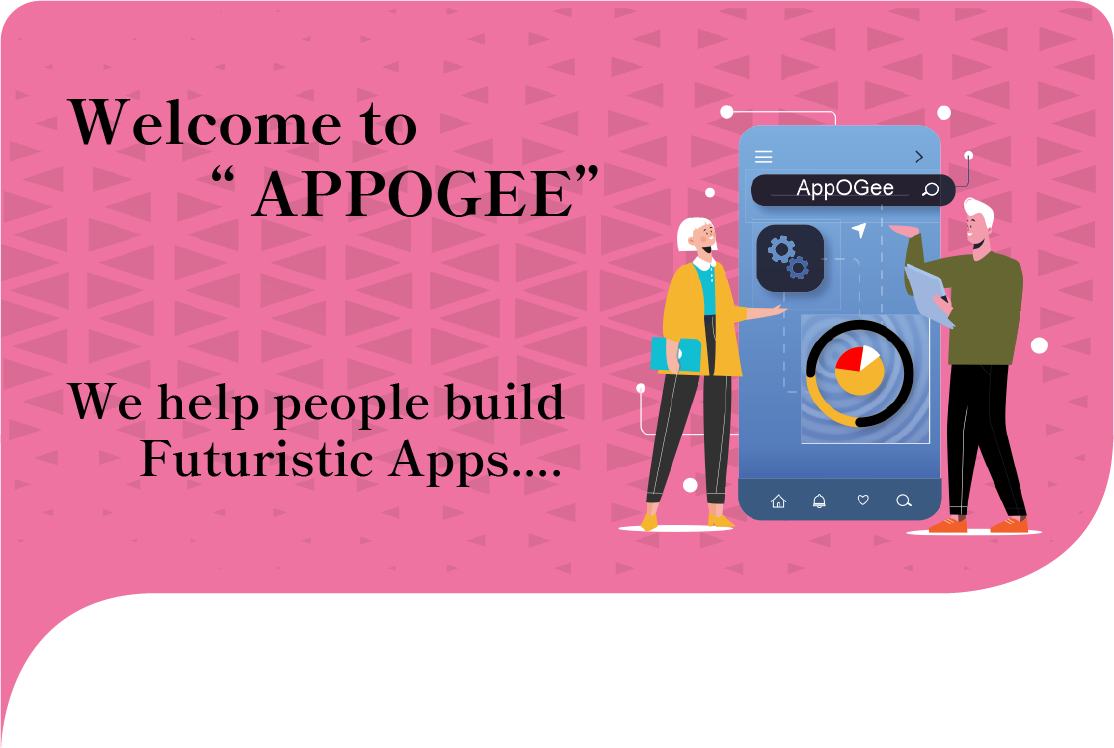 Welcome to
“ APPOGEE”
AppOGee
We help people build
Futuristic Apps....